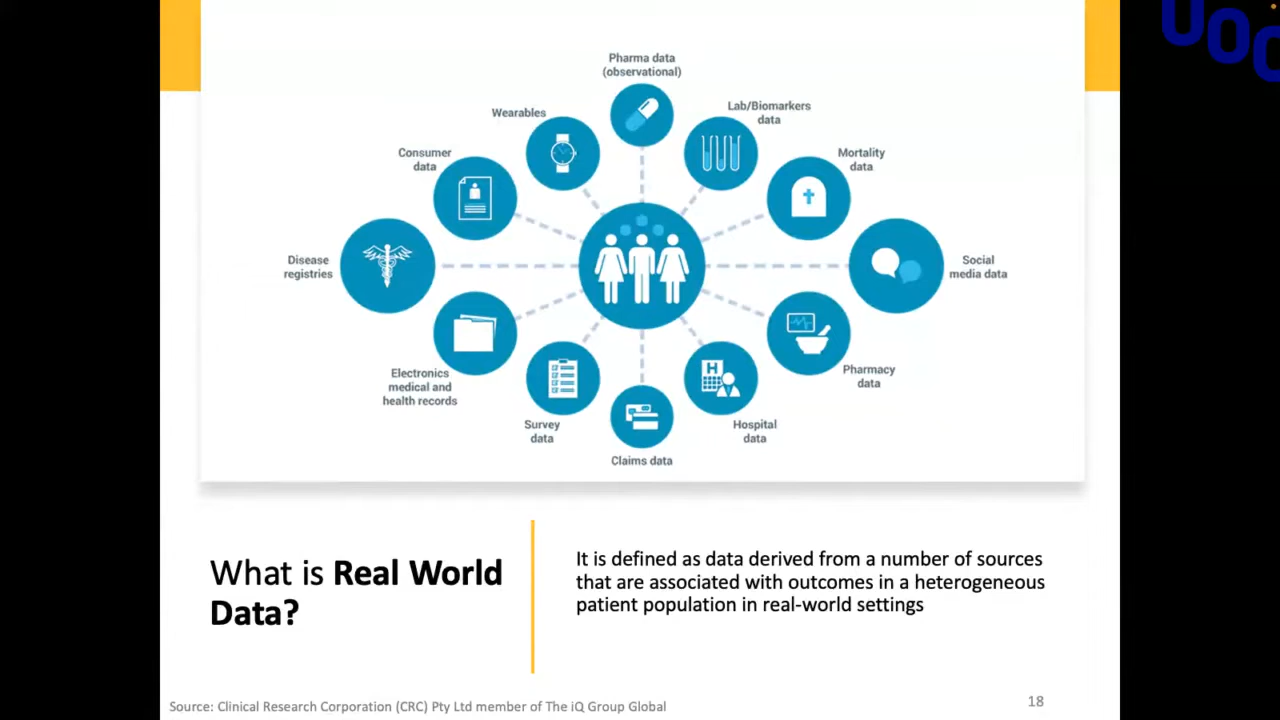 UOC
Pharma data
(observational)
Wearables
Lab/Biomarkers
data
Consumer
data
Mortality
data
Disease
registries
Social
media data
Electronics
medical and
health records
Pharmacy
data
Survey
data
H
Hospital
data
Claims data
What is Real World
Data?
It is defined as data derived from a number of sources
that are associated with outcomes in a heterogeneous
patient population in real-world settings
Source: Clinical Research Corporation (CRC) Pty Ltd member of The iQ Group Global
18